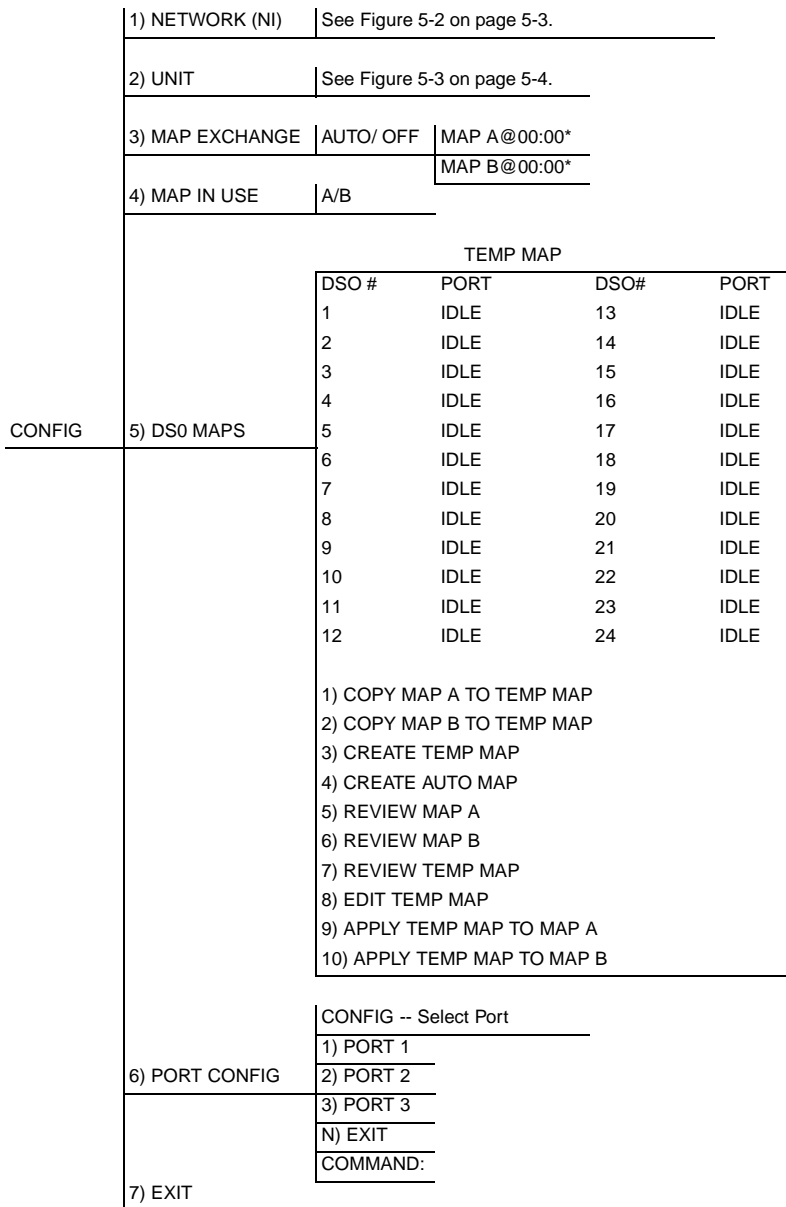 1) NETWORK (NI) See Figure 5-2 on page 5-3.
2) UNIT See Figure 5-3 on page 5-4.
3) MAP EXCHANGE AUTO/ OFF MAP A@00:00*
MAP B@00:00*
4) MAP IN USE A/B
TEMP MAP
DSO # PORT DSO# PORT
1 IDLE 13 IDLE
2 IDLE 14 IDLE
3 IDLE 15 IDLE
4 IDLE 16 IDLE
CONFIG 5) DS0 MAPS 5 IDLE 17 IDLE
6 IDLE 18 IDLE
7 IDLE 19 IDLE
8 IDLE 20 IDLE
9 IDLE 21 IDLE
10 IDLE 22 IDLE
11 IDLE 23 IDLE
12 IDLE 24 IDLE
1) COPY MAP A TO TEMP MAP
2) COPY MAP B TO TEMP MAP
3) CREATE TEMP MAP
4) CREATE AUTO MAP
5) REVIEW MAP A
6) REVIEW MAP B
7) REVIEW TEMP MAP
8) EDIT TEMP MAP
9) APPLY TEMP MAP TO MAP A
10) APPLY TEMP MAP TO MAP B
CONFIG -- Select Port
1) PORT 1
6) PORT CONFIG 2) PORT 2
3) PORT 3
N) EXIT
COMMAND:
7) EXIT